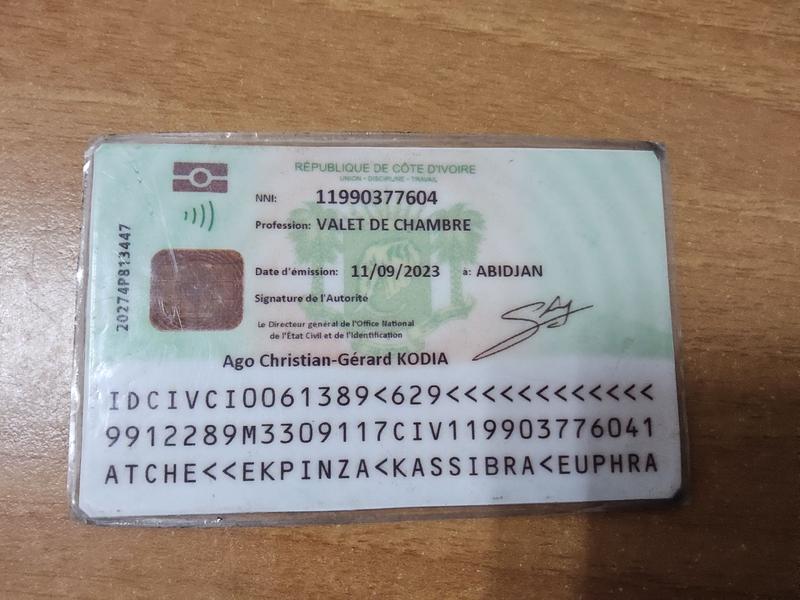 RÉPUBLIQUE DE CÔTE D'IVOIRE
UNION - DISCIPLINE - TRAVAIL
NNI: 11990377604
Profession: VALET DE CHAMBRE
Date d'émission: 11/09/2023 à: ABIDJAN
Signature de l'Autorité
Le Directeur général de l'Office National
de l'État Civil et de l'Identification
Ago Christian-Gérard KODIA
20274P813447
IDCIVCI0061389<629<<<<<<<<<<<<
9912289M3309117CIV119903776041
ATCHE<<EKPINZA<KASSIBRA<EUPHRA